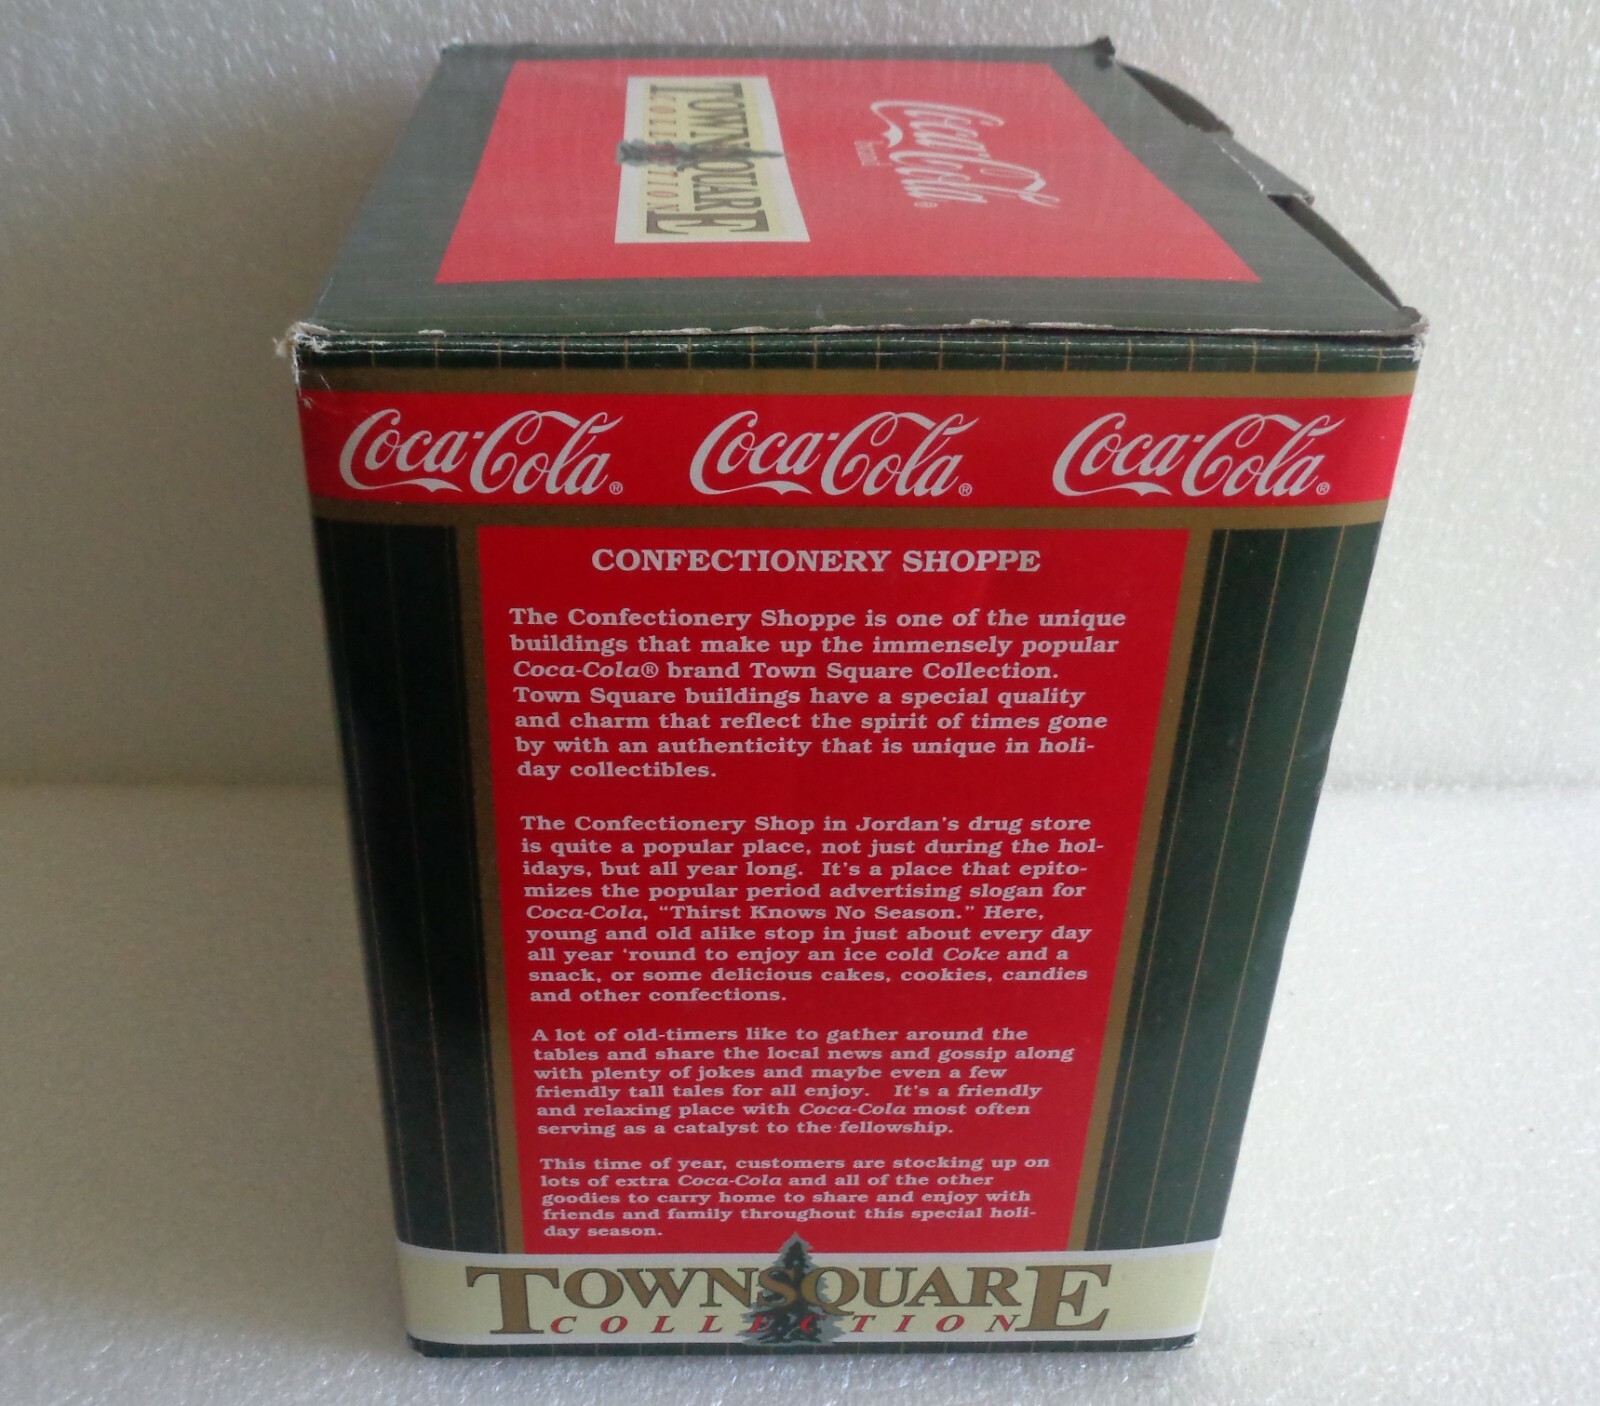 Coca-Cola®
brand
TOWN SQUARE
COLLECTION
Coca-Cola® Coca-Cola® Coca-Cola®
CONFECTIONERY SHOPPE
The Confectionery Shoppe is one of the unique
buildings that make up the immensely popular
Coca-Cola® brand Town Square Collection.
Town Square buildings have a special quality
and charm that reflect the spirit of times gone
by with an authenticity that is unique in holi-
day collectibles.
The Confectionery Shop in Jordan's drug store
is quite a popular place, not just during the hol-
idays, but all year long. It's a place that epito-
mizes the popular period advertising slogan for
Coca-Cola, “Thirst Knows No Season.” Here,
young and old alike stop in just about every day
all year ‘round to enjoy an ice cold Coke and a
snack, or some delicious cakes, cookies, candies
and other confections.
A lot of old-timers like to gather around the
tables and share the local news and gossip along
with plenty of jokes and maybe even a few
friendly tall tales for all enjoy. It's a friendly
and relaxing place with Coca-Cola most often
serving as a catalyst to the fellowship.
This time of year, customers are stocking up on
lots of extra Coca-Cola and all of the other
goodies to carry home to share and enjoy with
friends and family throughout this special holi-
day season.
TOWN SQUARE
COLLECTION